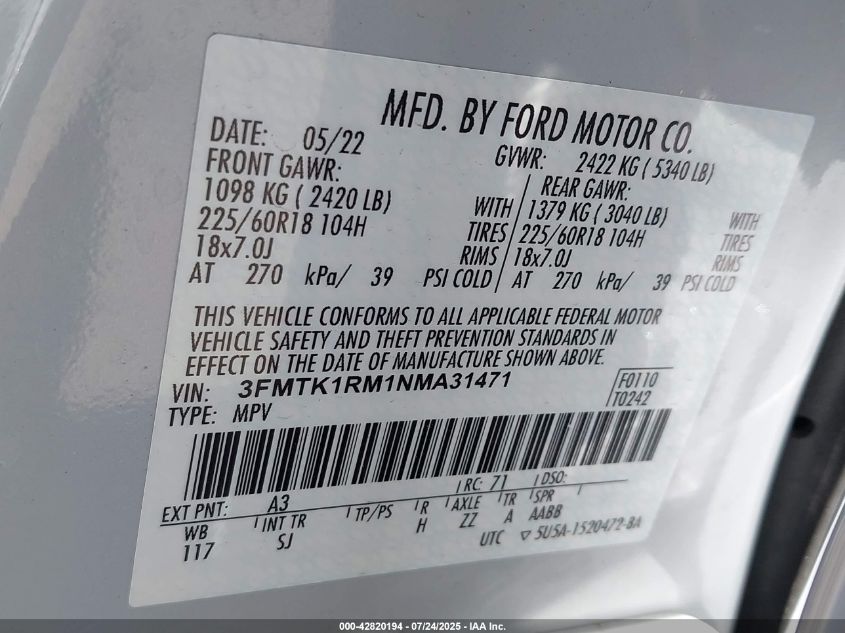 MFD. BY FORD MOTOR CO.
DATE: 05/22 GVWR: 2422 KG ( 5340 LB)
FRONT GAWR: REAR GAWR:
1098 KG ( 2420 LB) WITH 1379 KG ( 3040 LB) WITH
225/60R18 104H TIRES 225/60R18 104H TIRES
18x7.0J RIMS 18x7.0J RIMS
AT 270 kPa/ 39 PSI COLD AT 270 kPa/ 39 PSI COLD
THIS VEHICLE CONFORMS TO ALL APPLICABLE FEDERAL MOTOR
VEHICLE SAFETY AND THEFT PREVENTION STANDARDS IN
EFFECT ON THE DATE OF MANUFACTURE SHOWN ABOVE.
VIN: 3FMTK1RM1NMA31471 F0110
TYPE: MPV T0242
EXT PNT: A3 RC: 71 DSO:
WB INT TR TP/PS R AXLE TR SPR
117 SJ H ZZ A AABB
UTC ▽ 5U5A-1520472-BA
000-42820194 - 07/24/2025 - IAA Inc.